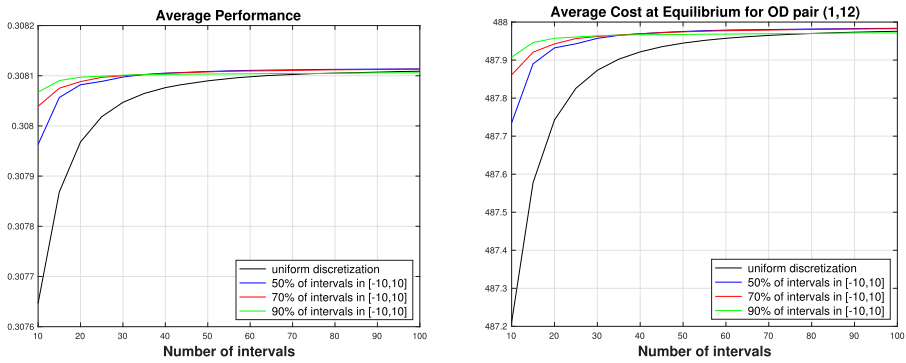 Average Performance
0.3082
0.3081
0.308
0.3079
0.3078
0.3077
0.3076
10 20 30 40 50 60 70 80 90 100
Number of intervals
uniform discretization
50% of intervals in [-10,10]
70% of intervals in [-10,10]
90% of intervals in [-10,10]
Average Cost at Equilibrium for OD pair (1,12)
488
487.9
487.8
487.7
487.6
487.5
487.4
487.3
487.2
10 20 30 40 50 60 70 80 90 100
Number of intervals
uniform discretization
50% of intervals in [-10,10]
70% of intervals in [-10,10]
90% of intervals in [-10,10]